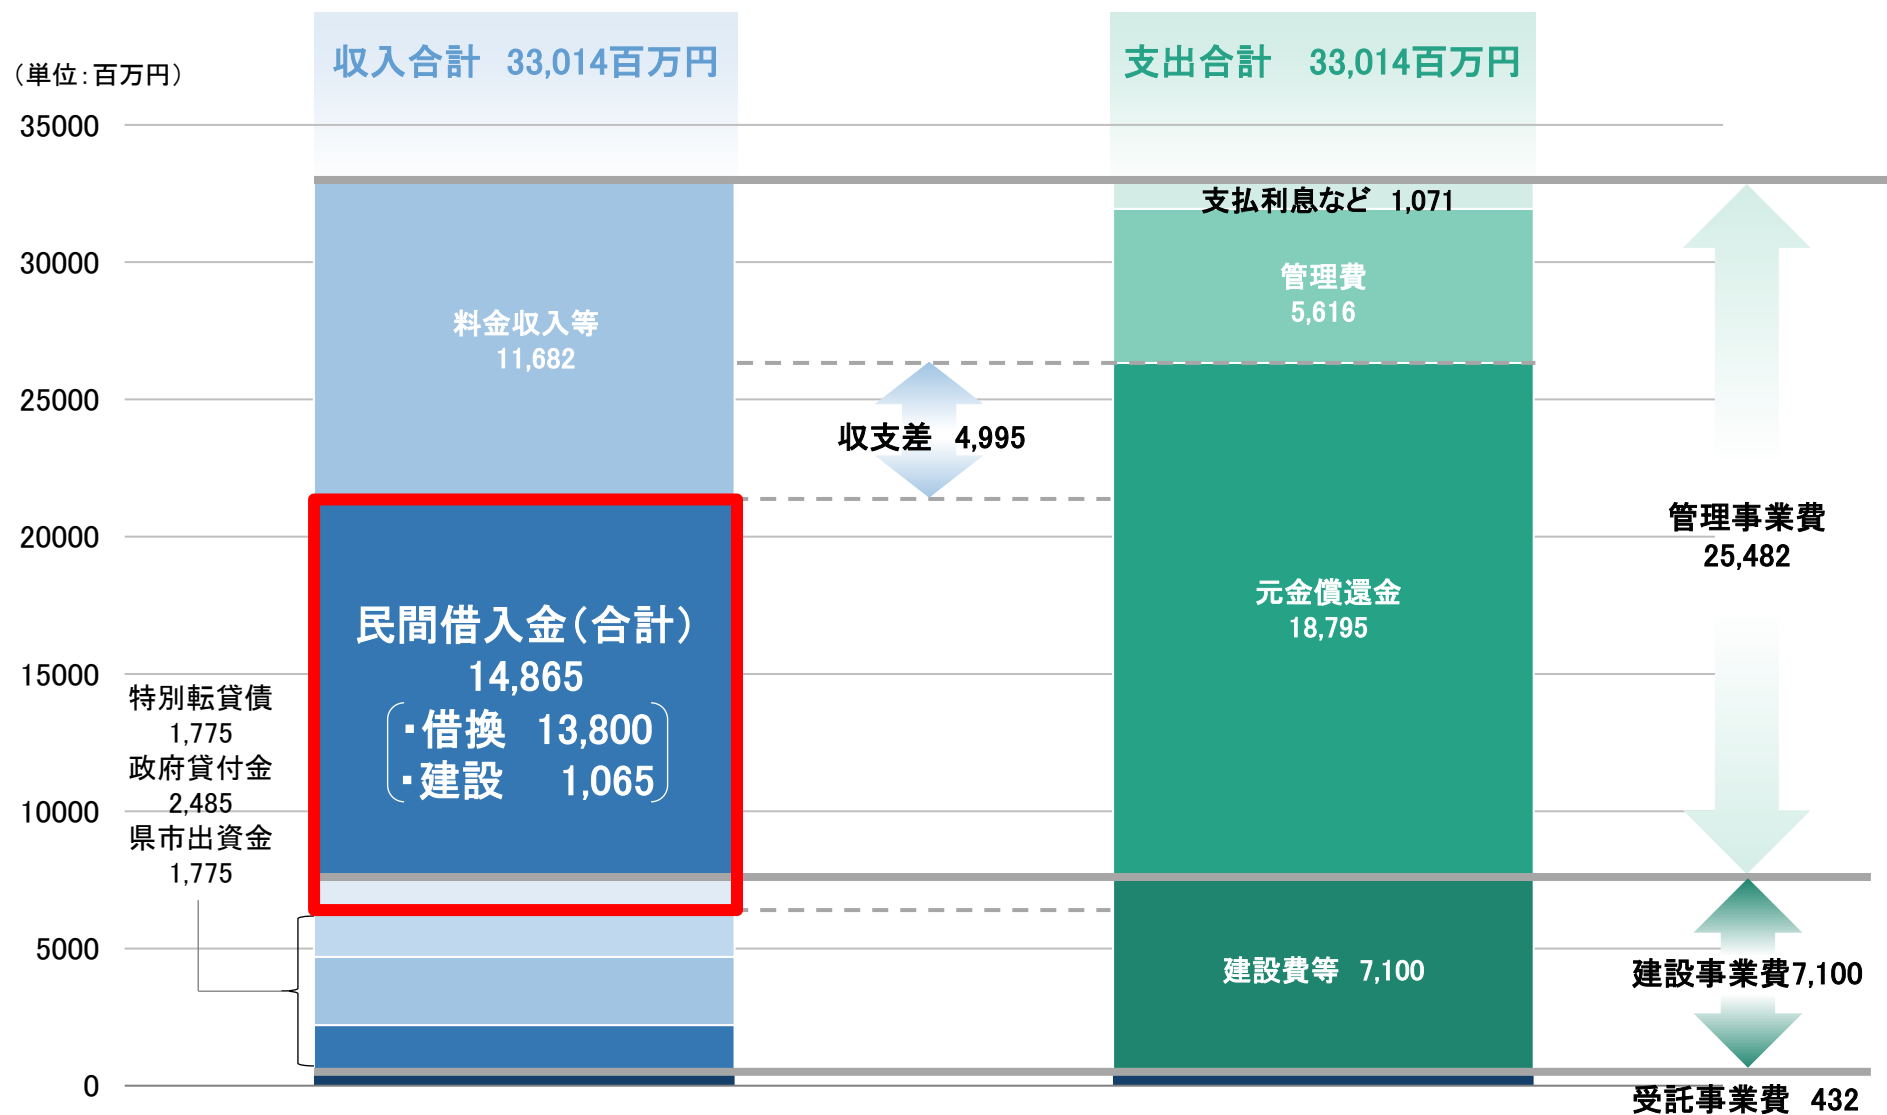 (単位:百万円)
収入合計 33,014百万円
支出合計 33,014百万円
35000
30000
25000
20000
15000
10000
5000
0
料金収入等
11,682
民間借入金(合計)
14,865
・借換 13,800
・建設 1,065
特別転貸債
1,775
政府貸付金
2,485
県市出資金
1,775
収支差 4,995
支払利息など 1,071
管理費
5,616
元金償還金
18,795
建設費等 7,100
管理事業費
25,482
建設事業費7,100
受託事業費 432